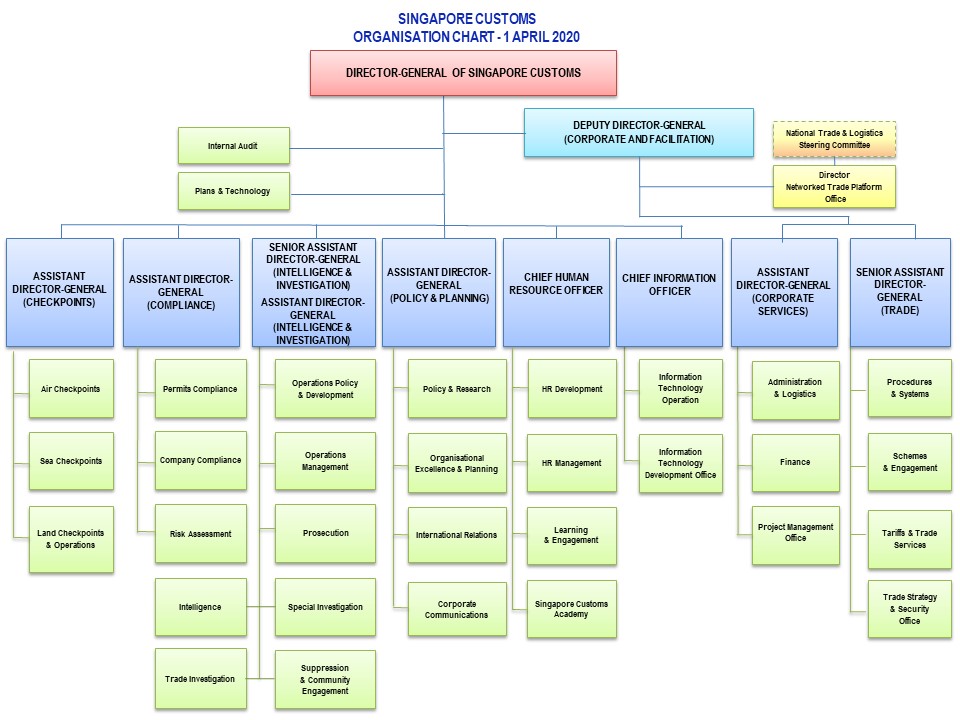 SINGAPORE CUSTOMS
ORGANISATION CHART - 1 APRIL 2020
DIRECTOR-GENERAL OF SINGAPORE CUSTOMS
DEPUTY DIRECTOR-GENERAL
(CORPORATE AND FACILITATION)
National Trade & Logistics
Steering Committee
Internal Audit
Director
Networked Trade Platform
Office
Plans & Technology
ASSISTANT
DIRECTOR-GENERAL
(CHECKPOINTS)
ASSISTANT DIRECTOR-
GENERAL
(COMPLIANCE)
SENIOR ASSISTANT
DIRECTOR-GENERAL
(INTELLIGENCE &
INVESTIGATION)
ASSISTANT DIRECTOR-
GENERAL
(INTELLIGENCE &
INVESTIGATION)
ASSISTANT DIRECTOR-
GENERAL
(POLICY & PLANNING)
CHIEF HUMAN
RESOURCE OFFICER
CHIEF INFORMATION
OFFICER
ASSISTANT
DIRECTOR-GENERAL
(CORPORATE
SERVICES)
SENIOR ASSISTANT
DIRECTOR-
GENERAL
(TRADE)
Air Checkpoints
Permits Compliance
Operations Policy
& Development
Policy & Research
HR Development
Information
Technology
Operation
Administration
& Logistics
Procedures
& Systems
Sea Checkpoints
Company Compliance
Operations
Management
Organisational
Excellence & Planning
HR Management
Information
Technology
Development Office
Finance
Schemes
& Engagement
Land Checkpoints
& Operations
Risk Assessment
Prosecution
International Relations
Learning
& Engagement
Project Management
Office
Tariffs & Trade
Services
Intelligence
Special Investigation
Corporate
Communications
Singapore Customs
Academy
Trade Strategy
& Security
Office
Trade Investigation
Suppression
& Community
Engagement